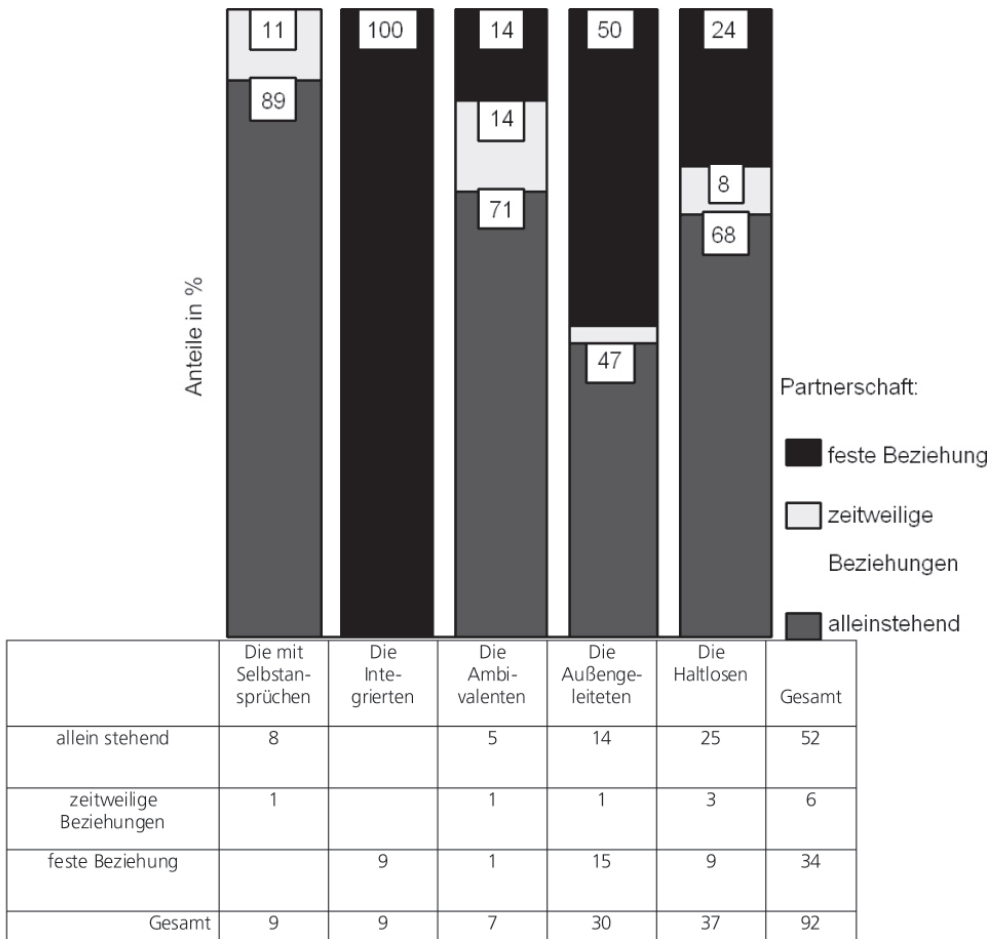 11
100
14
50
24
89
14
71
8
68
47
Anteile in %
Partnerschaft:
feste Beziehung
zeitweilige
Beziehungen
alleinstehend
Die mit
Selbstan-
sprüchen
Die
Inte-
grierten
Die
Ambi-
valenten
Die
Außenge-
leiteten
Die
Haltlosen
Gesamt
allein stehend 8 5 14 25 52
zeitweilige
Beziehungen 1 1 1 3 6
feste Beziehung 9 1 15 9 34
Gesamt 9 9 7 30 37 92